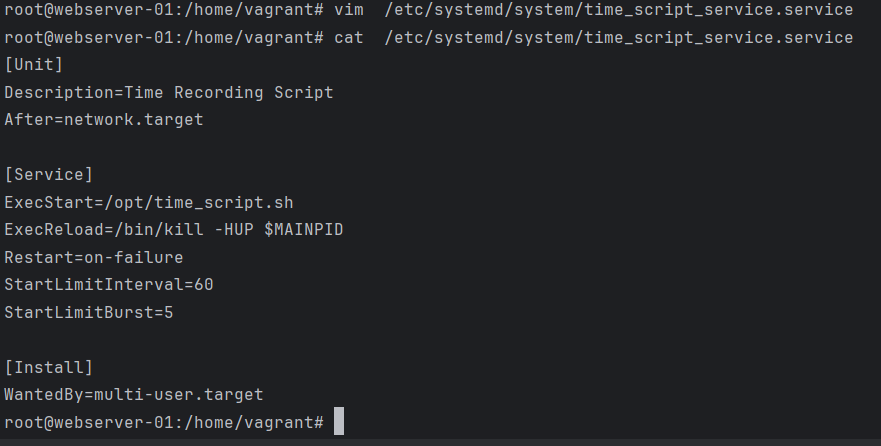 root@webserver-01:/home/vagrant# vim  /etc/systemd/system/time_script_service.service
root@webserver-01:/home/vagrant# cat  /etc/systemd/system/time_script_service.service
[Unit]
Description=Time Recording Script
After=network.target

[Service]
ExecStart=/opt/time_script.sh
ExecReload=/bin/kill -HUP $MAINPID
Restart=on-failure
StartLimitInterval=60
StartLimitBurst=5

[Install]
WantedBy=multi-user.target
root@webserver-01:/home/vagrant#